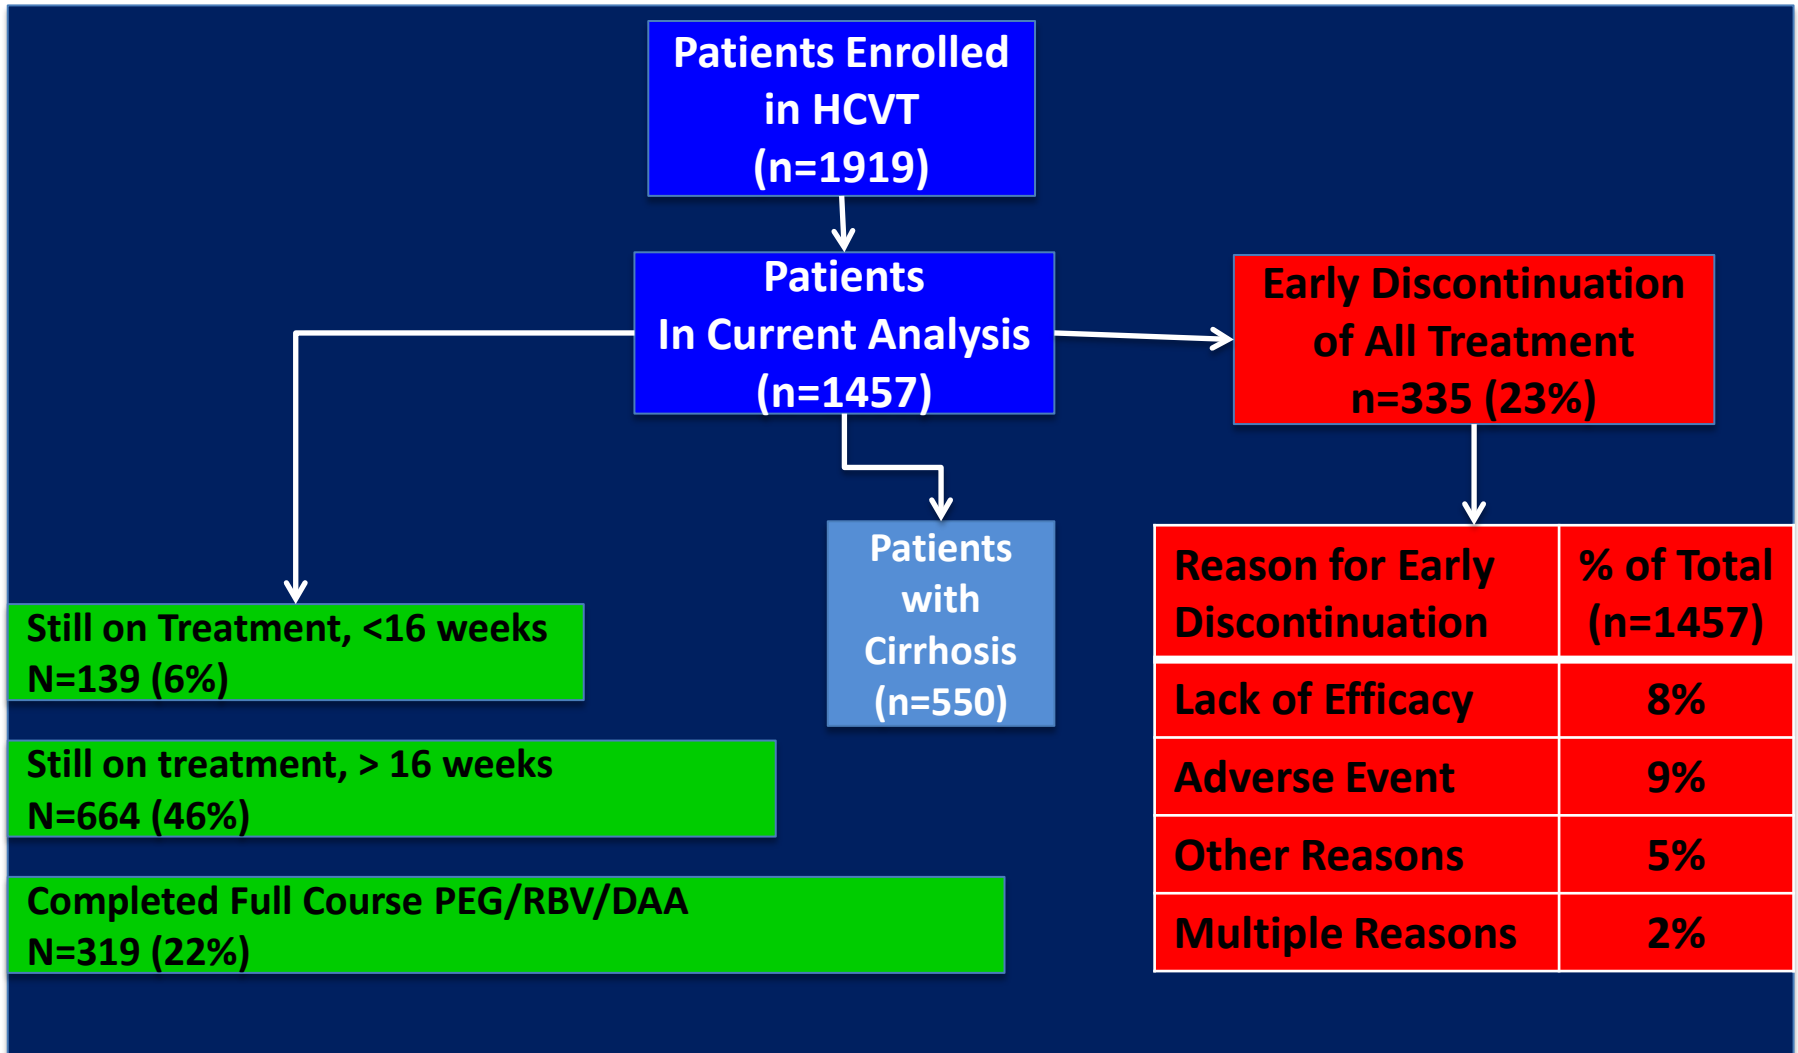 Patients Enrolled
in HCVT
(n=1919)
Patients
In Current Analysis
(n=1457)
Early Discontinuation
of All Treatment
n=335 (23%)
Patients
with
Cirrhosis
(n=550)
Still on Treatment, <16 weeks
N=139 (6%)
Still on treatment, > 16 weeks
N=664 (46%)
Completed Full Course PEG/RBV/DAA
N=319 (22%)
Reason for Early
Discontinuation
% of Total
(n=1457)
Lack of Efficacy 8%
Adverse Event 9%
Other Reasons 5%
Multiple Reasons 2%